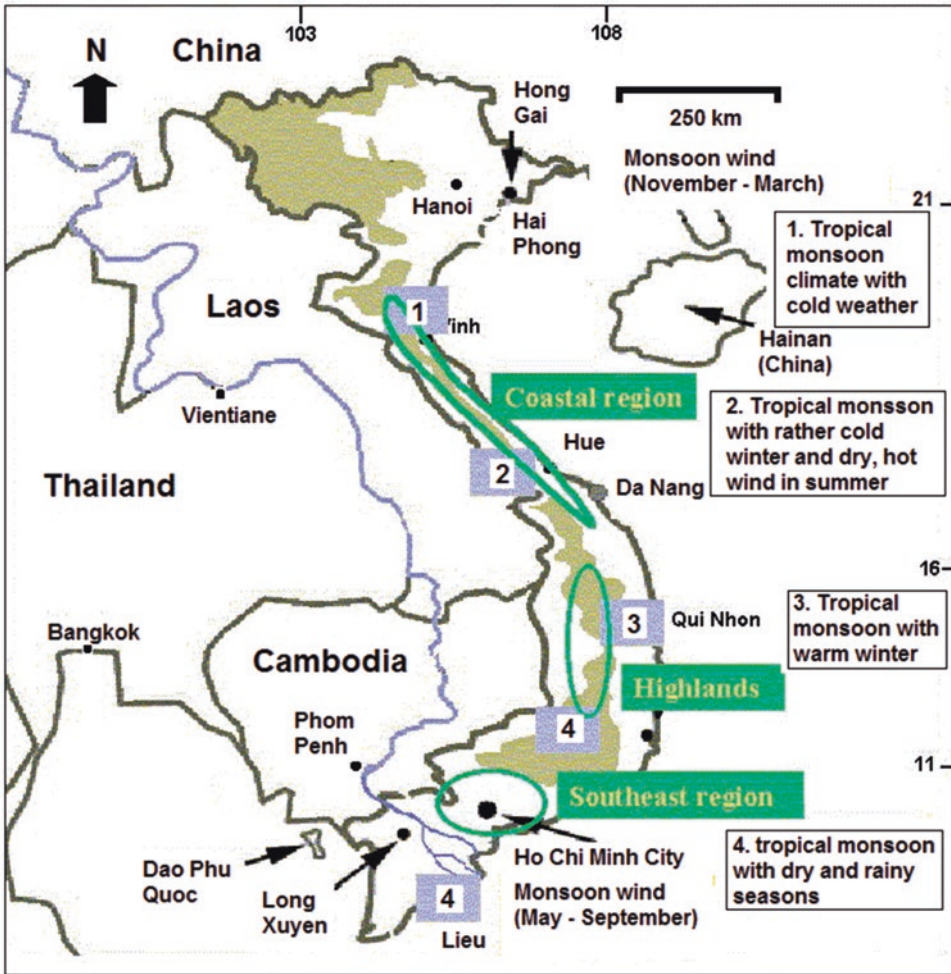 103
108
N
China
Hong
Gai
250 km
Monsoon wind
(November - March)
Hanoi
Hai
Phong
21
1. Tropical
monsoon
climate with
cold weather
Laos
1
Hainan
(China)
Coastal region
Vientiane
2. Tropical monsson
with rather cold
winter and dry, hot
wind in summer
Hue
2
Thailand
Da Nang
16
3. Tropical
monsoon with
warm winter
3
Qui Nhon
Bangkok
Cambodia
Highlands
4
Phom
Penh
11
Southeast region
Dao Phu
Quoc
Long
Xuyen
Ho Chi Minh City
Monsoon wind
(May - September)
4. tropical monsoon
with dry and rainy
seasons
4
Lieu